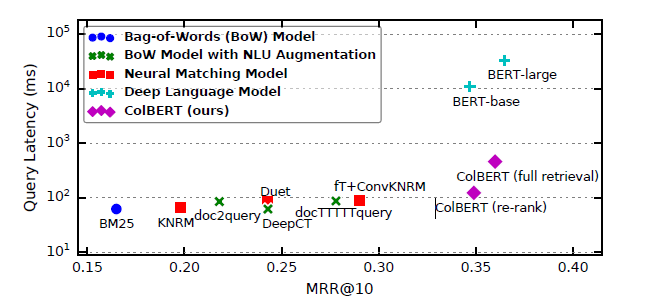 Query Latency (ms)
10^5
10^4
10^3
10^2
10^1
Bag-of-Words (BoW) Model
BoW Model with NLU Augmentation
Neural Matching Model
Deep Language Model
ColBERT (ours)
BERT-large
BERT-base
ColBERT (full retrieval)
ColBERT (re-rank)
fT+ConvKNRM
Duet
docTTTTTquery
doc2query
DeepCT
KNRM
BM25
0.15 0.20 0.25 0.30 0.35 0.40
MRR@10